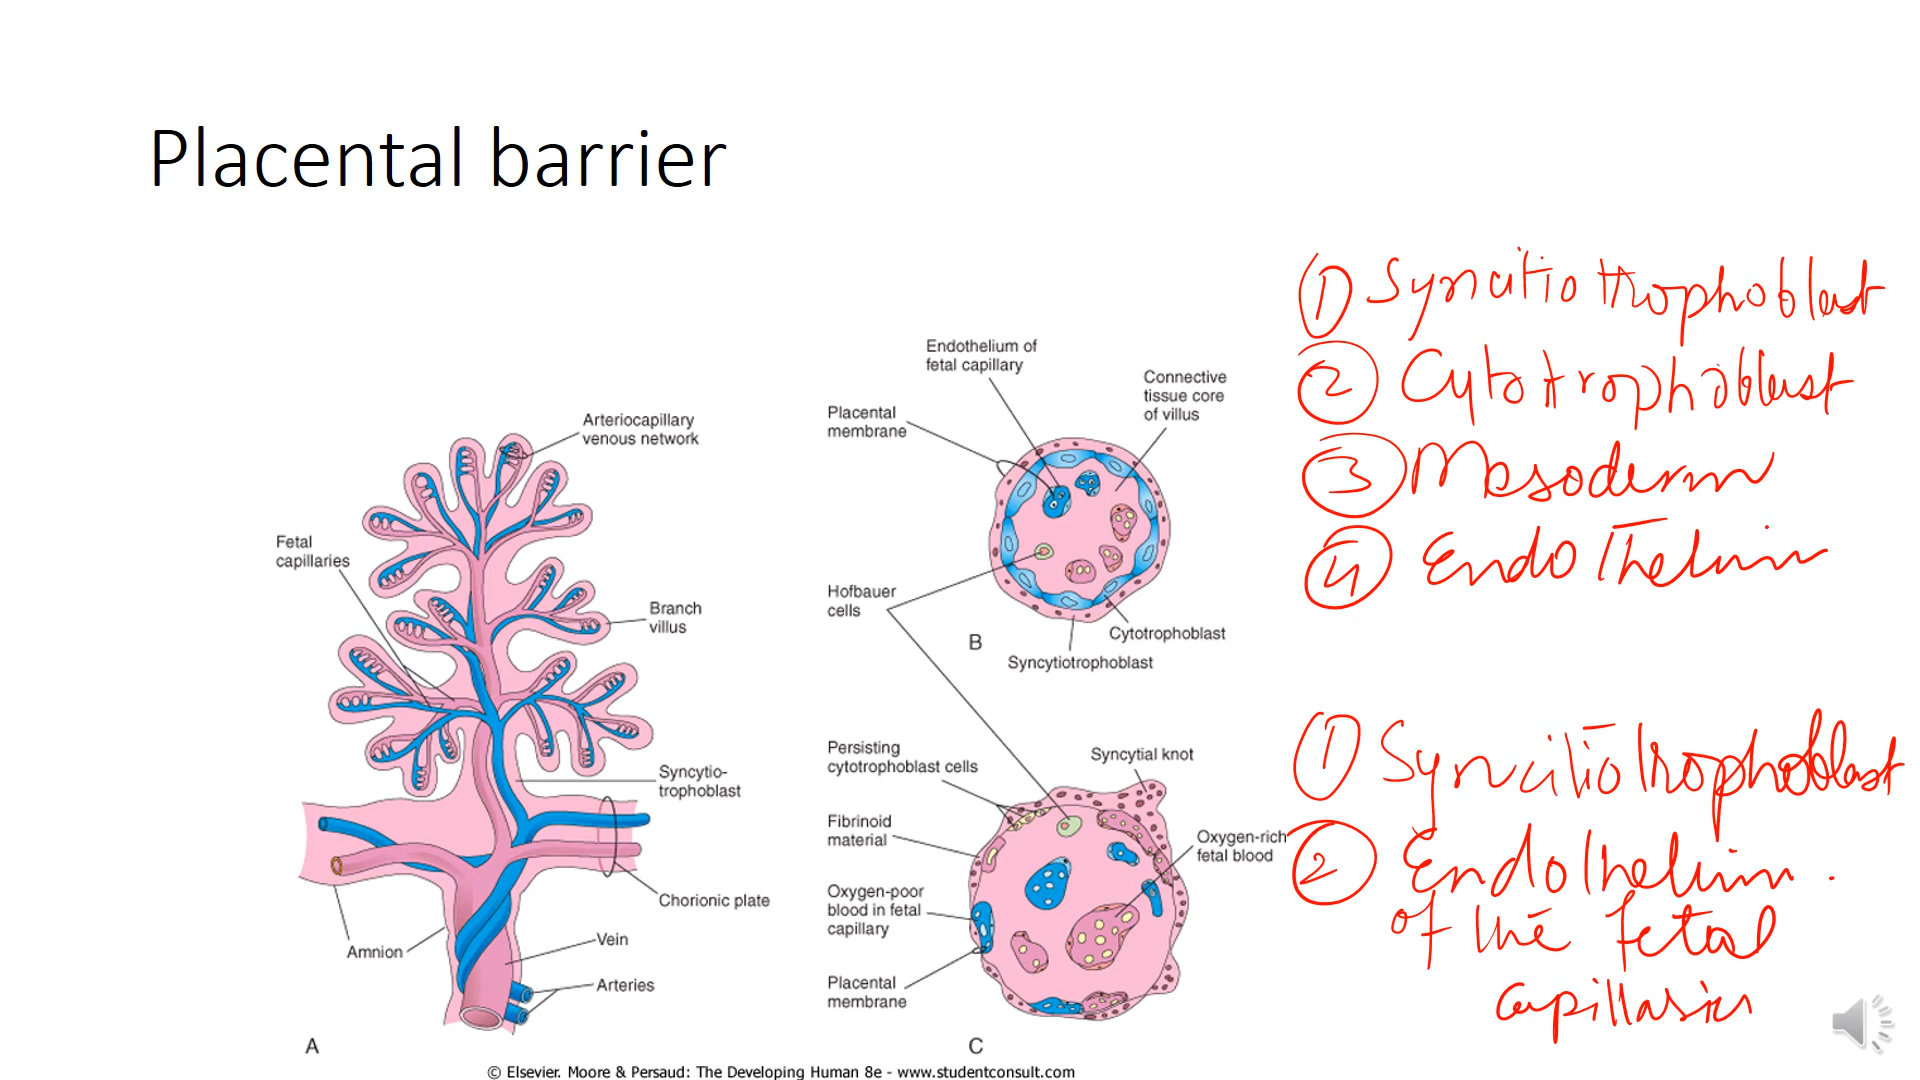 Placental barrier
Arteriocapillary
venous network
Fetal
capillaries
Branch
villus
Syncytio-
trophoblast
Chorionic plate
Amnion
Vein
Arteries
A
Endothelium of
fetal capillary
Connective
tissue core
of villus
Placental
membrane
Hofbauer
cells
B
Cytotrophoblast
Syncytiotrophoblast
Persisting
cytotrophoblast cells
Syncytial knot
Fibrinoid
material
Oxygen-rich
fetal blood
Oxygen-poor
blood in fetal
capillary
Placental
membrane
C
① Syncitiotrophoblast
② Cytotrophoblast
③ Mesoderm
④ Endothelium
① Syncitiotrophoblast
② Endothelium.
of the fetal
capillaries
© Elsevier. Moore & Persaud: The Developing Human 8e - www.studentconsult.com